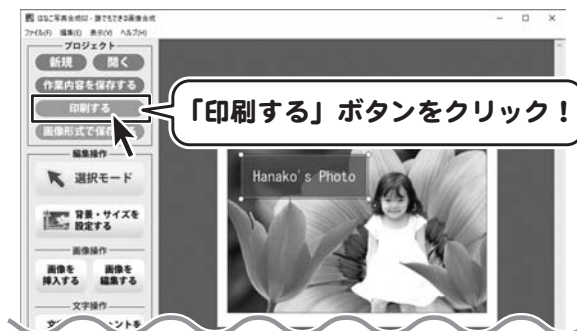 はなこ写真合成02 - 誰でもできる画像合成
ファイル(F) 編集(E) 表示(V) ヘルプ(H)
プロジェクト
新規 開く
作業内容を保存する
印刷する
「印刷する」ボタンをクリック！
画像形式で保存
編集操作
選択モード
Hanako's Photo
背景・サイズを
設定する
画像操作
画像を 画像を
挿入する 編集する
文字操作
ントを